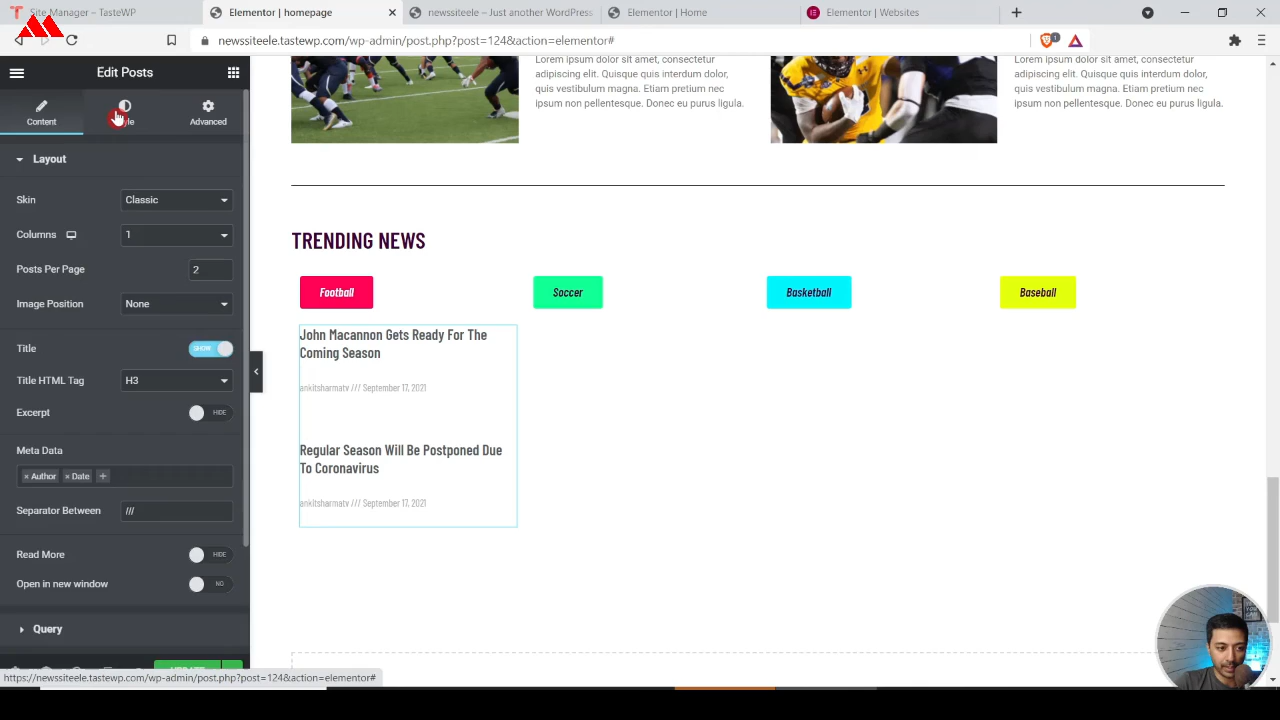 Site Manager - TasteWP
Elementor | homepage
newssiteele - Just another WordPress
Elementor | Home
Elementor | Websites
newssiteele.tastewp.com/wp-admin/post.php?post=124&action=elementor#
1
Edit Posts
Content
Advanced
Layout
Skin
Classic
Columns
1
Posts Per Page
2
Image Position
None
Title
SHOW
Title HTML Tag
H3
Excerpt
HIDE
Meta Data
× Author × Date +
Separator Between
///
Read More
HIDE
Open in new window
NO
Query
https://newssiteele.tastewp.com/wp-admin/post.php?post=124&action=elementor#
Lorem ipsum dolor sit amet, consectetur
adipiscing elit. Quisque quis interdum dolor,
quis vestibulum magna. Etiam pretium nec
ipsum non pellentesque. Donec eu purus ligula.
Lorem ipsum dolor sit amet, consectetur
adipiscing elit. Quisque quis interdum dolor,
quis vestibulum magna. Etiam pretium nec
ipsum non pellentesque. Donec eu purus ligula.
TRENDING NEWS
Football
Soccer
Basketball
Baseball
John Macannon Gets Ready For The
Coming Season
ankitsharmatv /// September 17, 2021
Regular Season Will Be Postponed Due
To Coronavirus
ankitsharmatv /// September 17, 2021